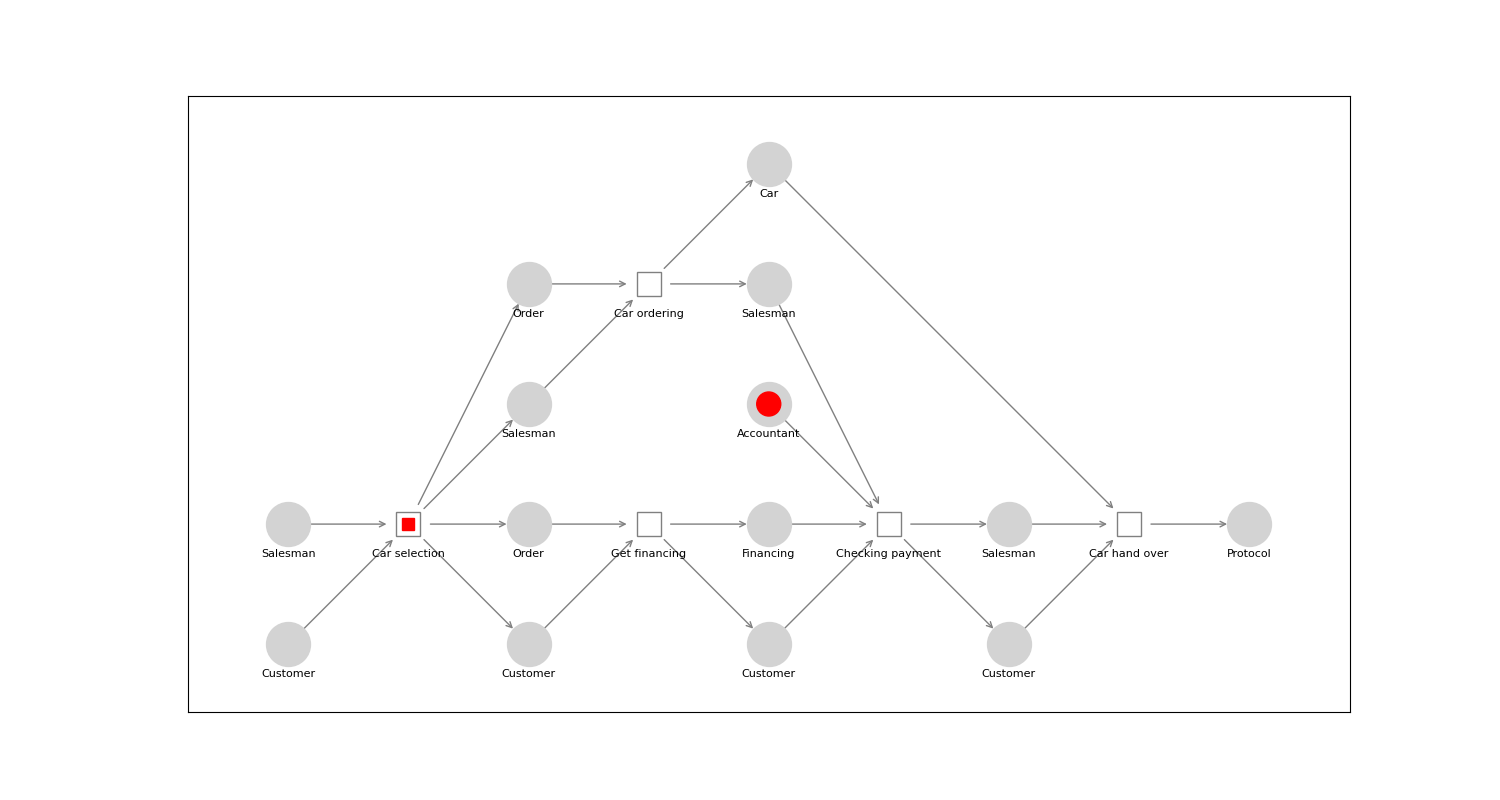 Car
Order
Car ordering
Salesman
Salesman
Accountant
Salesman
Car selection
Order
Get financing
Financing
Checking payment
Salesman
Car hand over
Protocol
Customer
Customer
Customer
Customer